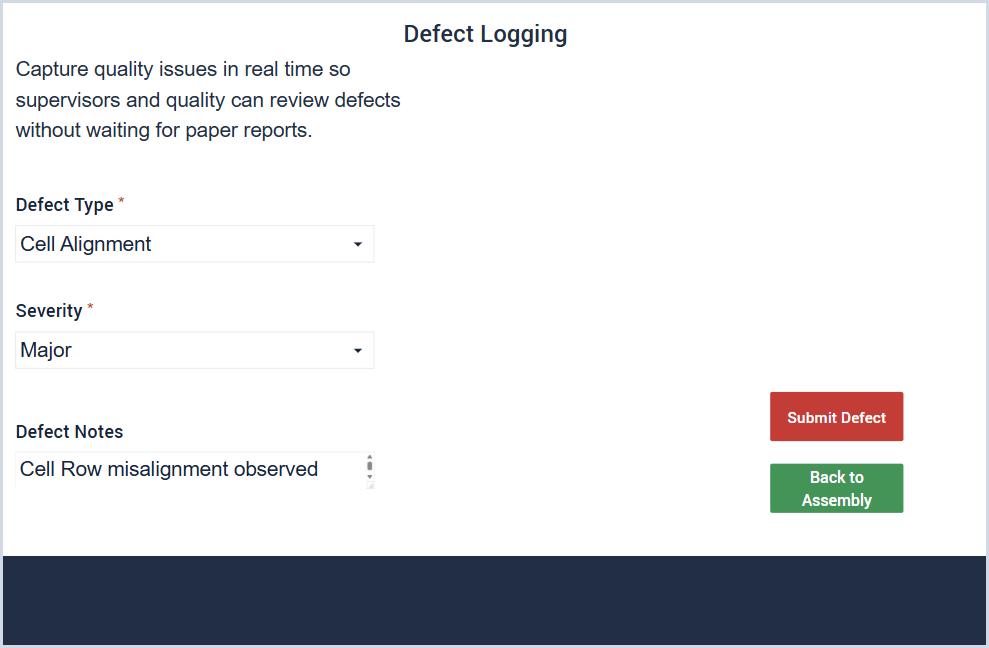 Defect Logging
Capture quality issues in real time so
supervisors and quality can review defects
without waiting for paper reports.
Defect Type *
Cell Alignment
Severity *
Major
Defect Notes
Cell Row misalignment observed
Submit Defect
Back to
Assembly